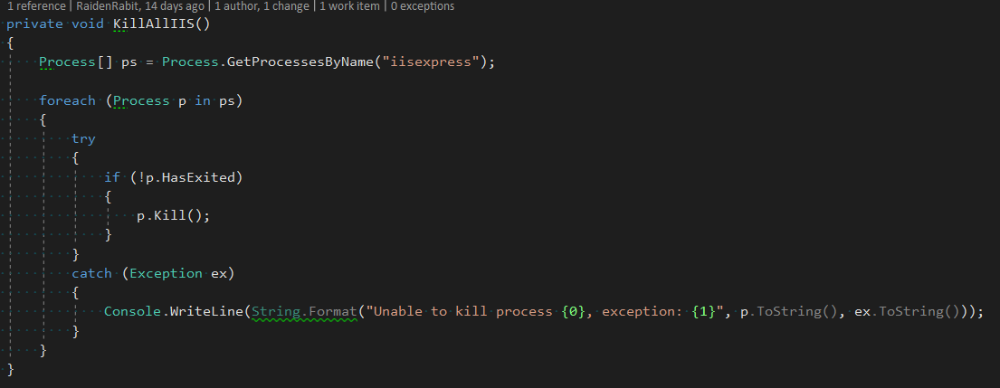 1 reference | RaidenRabit, 14 days ago | 1 author, 1 change | 1 work item | 0 exceptions
private void KillAllIIS()
{
    Process[] ps = Process.GetProcessesByName("iisexpress");

    foreach (Process p in ps)
    {
        try
        {
            if (!p.HasExited)
            {
                p.Kill();
            }
        }
        catch (Exception ex)
        {
            Console.WriteLine(String.Format("Unable to kill process {0}, exception: {1}", p.ToString(), ex.ToString()));
        }
    }
}